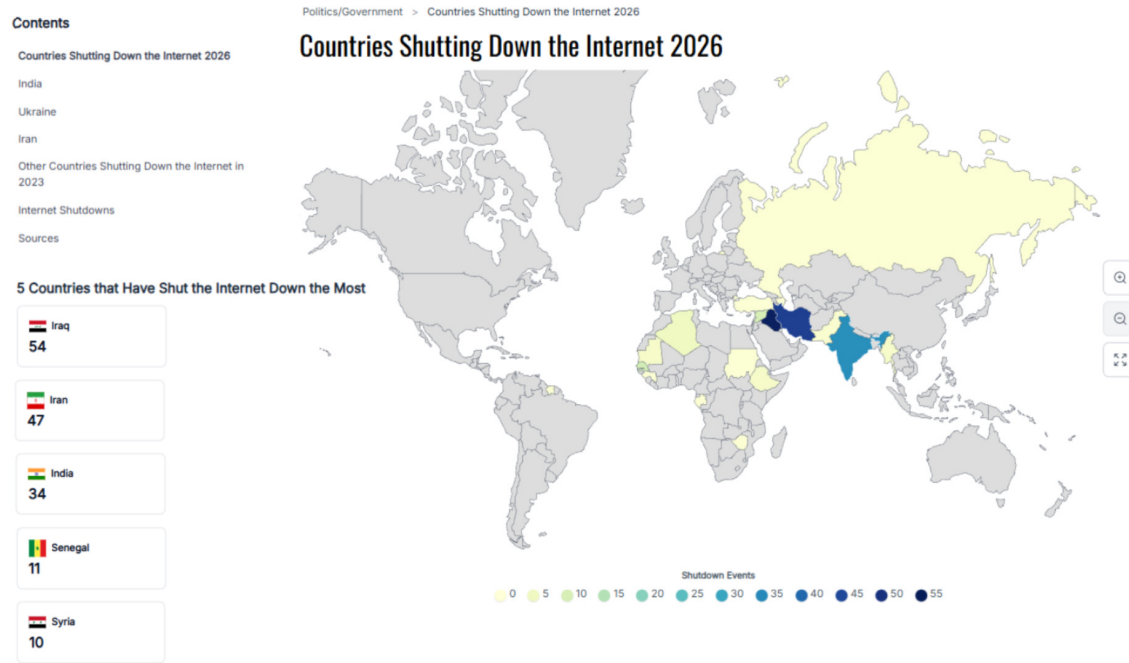 Contents
Countries Shutting Down the Internet 2026
India
Ukraine
Iran
Other Countries Shutting Down the Internet in
2023
Internet Shutdowns
Sources
5 Countries that Have Shut the Internet Down the Most
Iraq
54
Iran
47
India
34
Senegal
11
Syria
10
Politics/Government > Countries Shutting Down the Internet 2026
Countries Shutting Down the Internet 2026
Shutdown Events
0 5 10 15 20 25 30 35 40 45 50 55